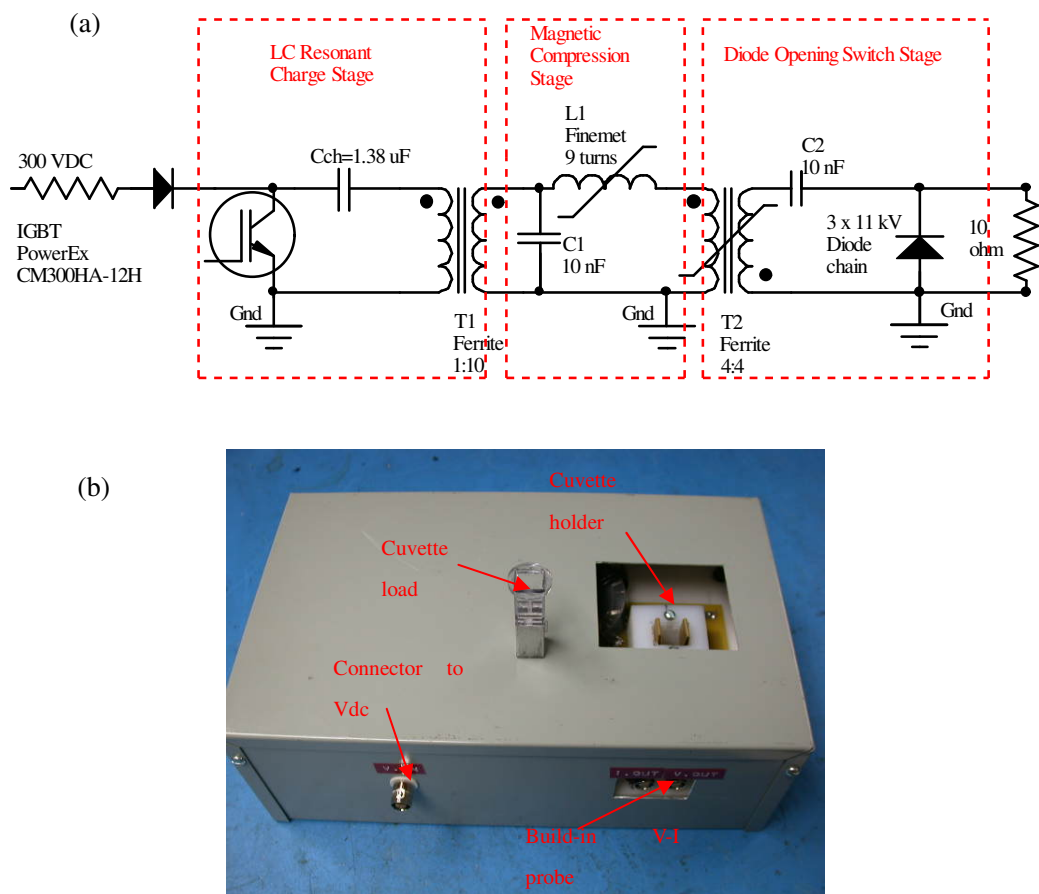 (a)
LC Resonant
Charge Stage
Magnetic
Compression
Stage
Diode Opening Switch Stage
300 VDC
IGBT
PowerEx
CM300HA-12H
Cch=1.38 uF
Gnd
T1
Ferrite
1:10
L1
Finemet
9 turns
C1
10 nF
Gnd
T2
Ferrite
4:4
C2
10 nF
3 x 11 kV
Diode
chain
10
ohm
Gnd
(b)
Cuvette
holder
Cuvette
load
Connector to
Vdc
I.OUT V.OUT
Build-in V-I
probe